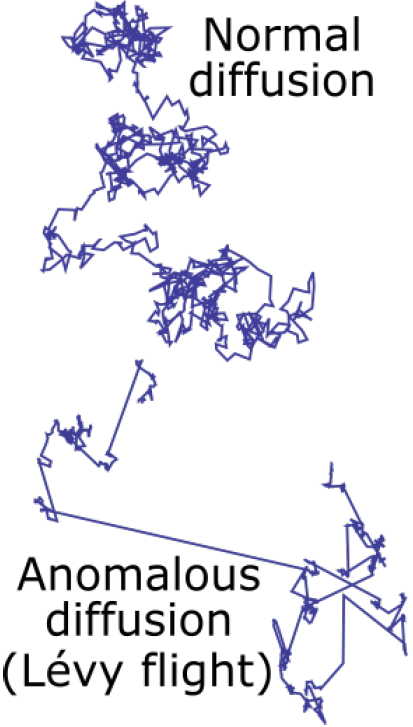 Normal
diffusion
Anomalous
diffusion
(Lévy flight)